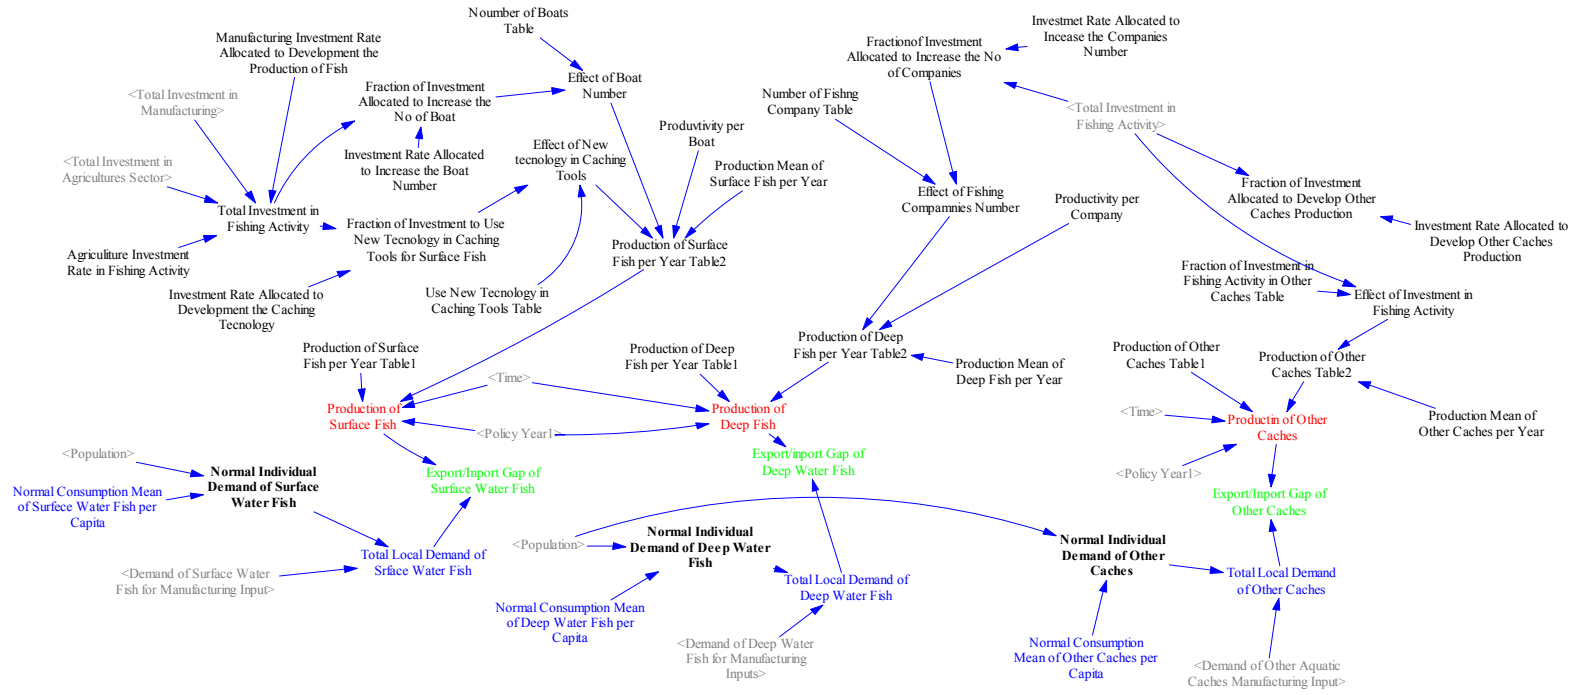 Noumber of Boats
Table
Manufacturing Investment Rate
Allocated to Development the
Production of Fish
Fractionof Investment
Allocated to Increase the No
of Companies
Investmet Rate Allocated to
Incease the Companies
Number
<Total Investment in
Manufacturing>
Fraction of Investment
Allocated to Increase the
No of Boat
Effect of Boat
Number
Number of Fishng
Company Table
<Total Investment in
Fishing Activity>
Produvtivity per
Boat
Effect of New
tecnology in Caching
Tools
Investment Rate Allocated
to Increase the Boat
Number
<Total Investment in
Agricultures Sector>
Production Mean of
Surface Fish per Year
Fraction of Investment
Allocated to Develop Other
Caches Production
Effect of Fishing
Compamnies Number
Productivity per
Company
Total Investment in
Fishing Activity
Fraction of Investment to Use
New Tecnology in Caching
Tools for Surface Fish
Investment Rate Allocated to
Develop Other Caches
Production
Production of Surface
Fish per Year Table2
Agriculiture Investment
Rate in Fishing Activity
Fraction of Investment in
Fishing Activity in Other
Caches Table
Investment Rate Allocated to
Development the Caching
Tecnology
Use New Tecnology in
Caching Tools Table
Effect of Investment in
Fishing Activity
Production of Deep
Fish per Year Table2
Production of Surface
Fish per Year Table1
Production of Deep
Fish per Year Table1
Production of Other
Caches Table1
Production of Other
Caches Table2
Production Mean of
Deep Fish per Year
<Time>
Production of
Surface Fish
Production of
Deep Fish
<Time>
Productin of Other
Caches
Production Mean of
Other Caches per Year
<Policy Year1>
<Population>
Normal Individual
Demand of Surface
Water Fish
Export/Inport Gap of
Surface Water Fish
Export/inport Gap of
Deep Water Fish
<Policy Year1>
Normal Consumption Mean
of Surfece Water Fish per
Capita
Export/Inport Gap of
Other Caches
<Population>
Normal Individual
Demand of Deep Water
Fish
Normal Individual
Demand of Other
Caches
Total Local Demand of
Srface Water Fish
<Demand of Surface Water
Fish for Manufacturing Input>
Total Local Demand of
Deep Water Fish
Total Local Demand
of Other Caches
Normal Consumption Mean
of Deep Water Fish per
Capita
<Demand of Deep Water
Fish for Manufacturing
Inputs>
Normal Consumption
Mean of Other Caches per
Capita
<Demand of Other Aquatic
Caches Manufacturing Input>